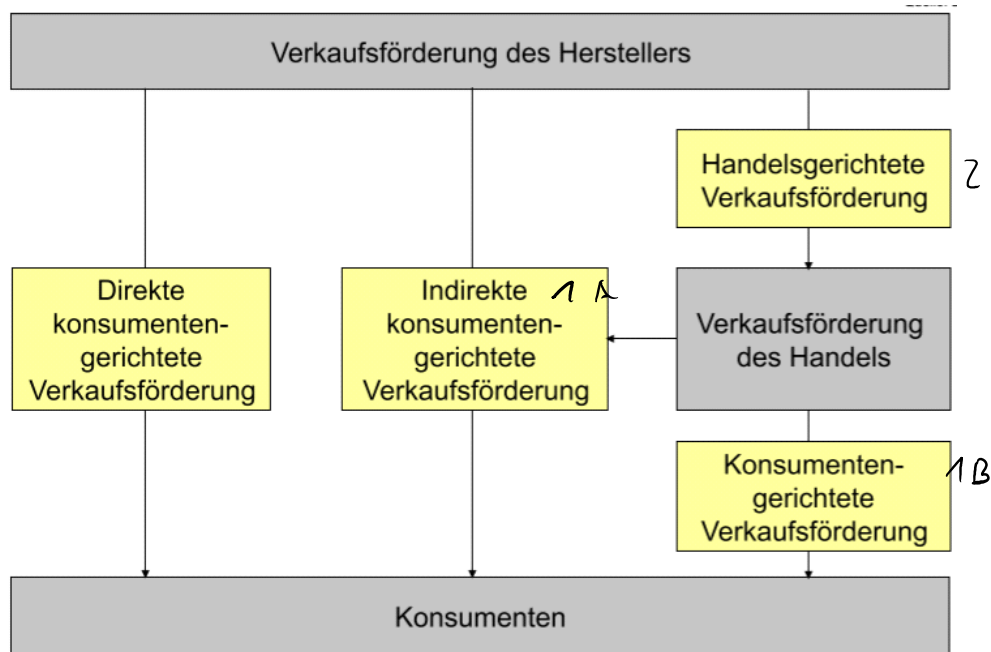 Verkaufsförderung des Herstellers
Handelsgerichtete
Verkaufsförderung
2
Direkte
konsumenten-
gerichtete
Verkaufsförderung
Indirekte
konsumenten-
gerichtete
Verkaufsförderung
1 A
Verkaufsförderung
des Handels
Konsumenten-
gerichtete
Verkaufsförderung
1B
Konsumenten